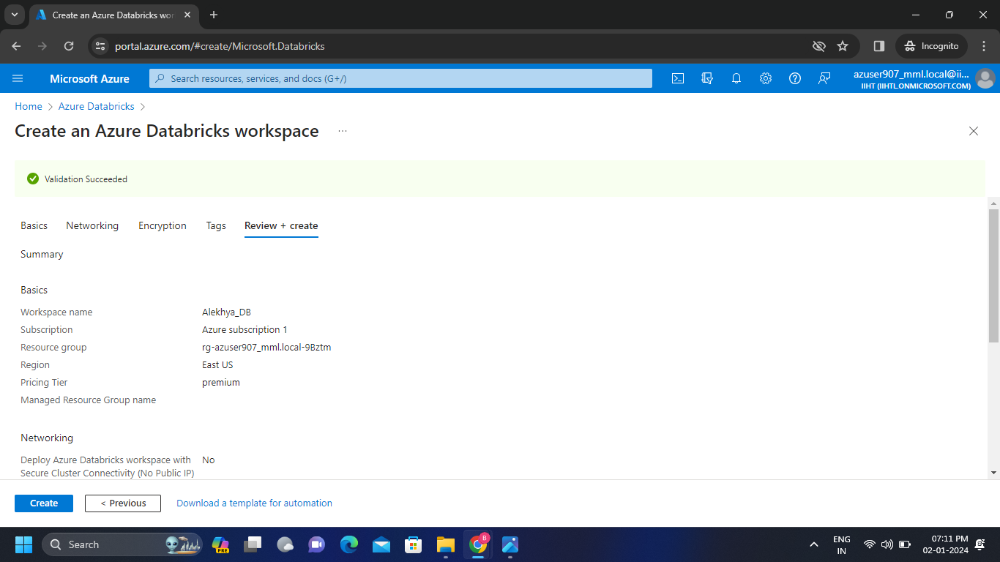 Create an Azure Databricks wor
portal.azure.com/#create/Microsoft.Databricks
Incognito
Microsoft Azure
Search resources, services, and docs (G+/)
azuser907_mml.local@ii...
IIHT (IIHTL.ONMICROSOFT.COM)
Home > Azure Databricks >
Create an Azure Databricks workspace ...
Validation Succeeded
Basics Networking Encryption Tags Review + create
Summary
Basics
Workspace name Alekhya_DB
Subscription Azure subscription 1
Resource group rg-azuser907_mml.local-9Bztm
Region East US
Pricing Tier premium
Managed Resource Group name
Networking
Deploy Azure Databricks workspace with No
Secure Cluster Connectivity (No Public IP)
Create < Previous Download a template for automation
Search
PRE
8
ENG
IN
07:11 PM
02-01-2024